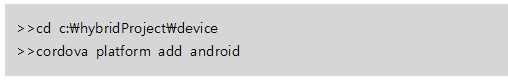 >>cd c:₩hybridProject₩device
>>cordova platform add android